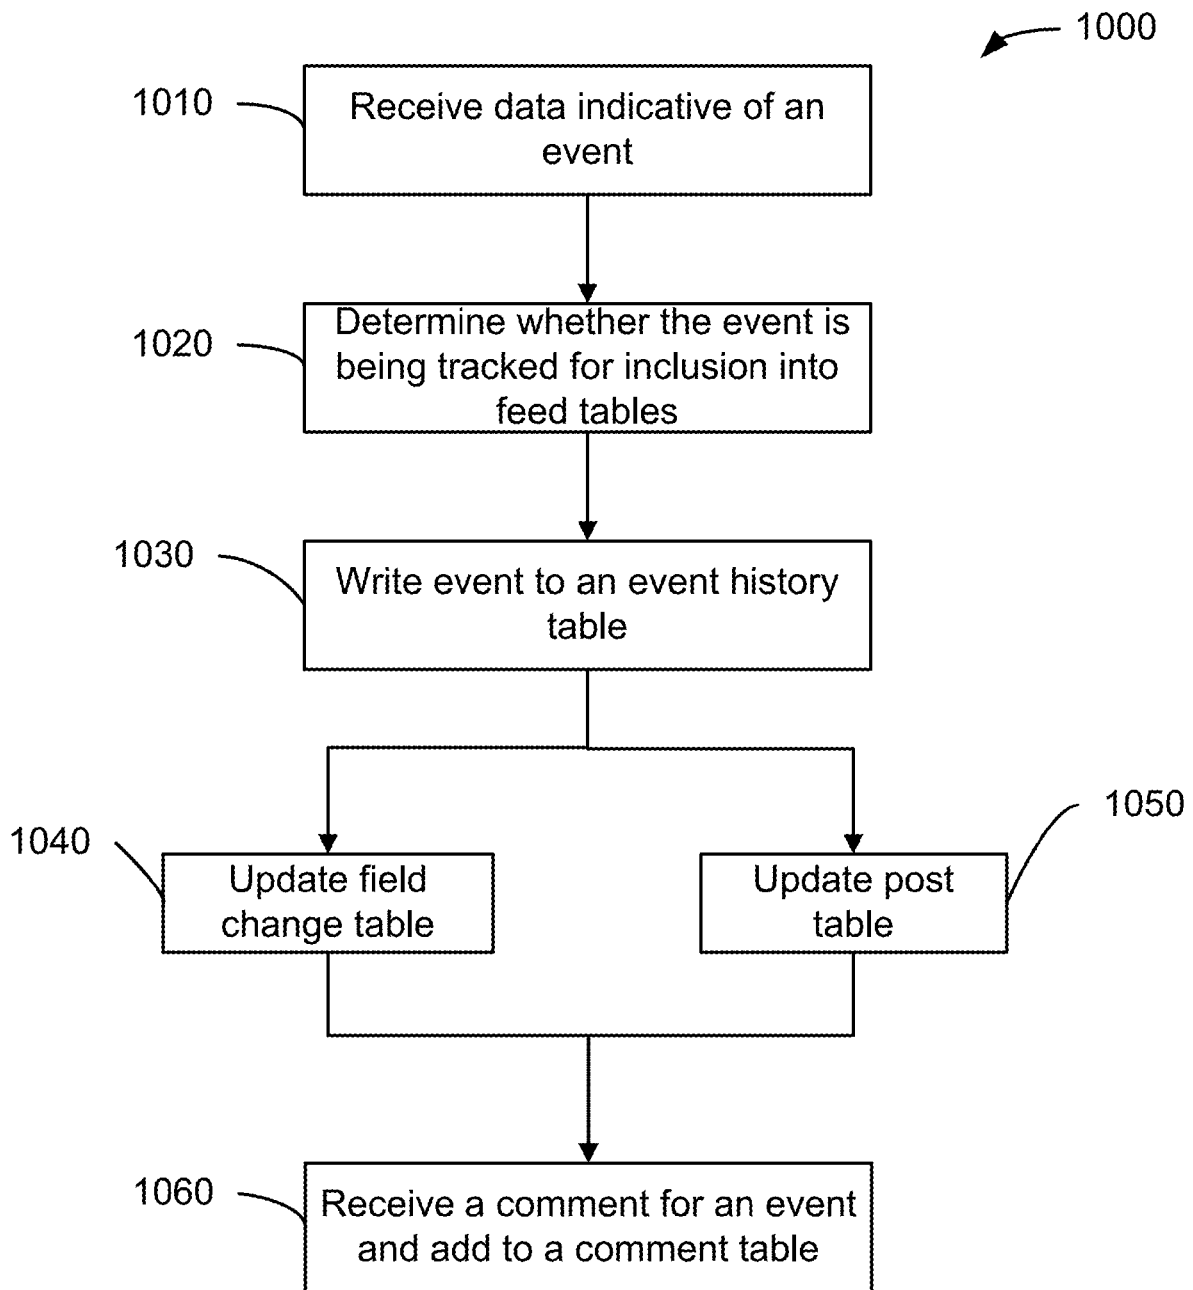 1000
1010
Receive data indicative of an
event
1020
Determine whether the event is
being tracked for inclusion into
feed tables
1030
Write event to an event history
table
1040
Update field
change table
1050
Update post
table
1060
Receive a comment for an event
and add to a comment table